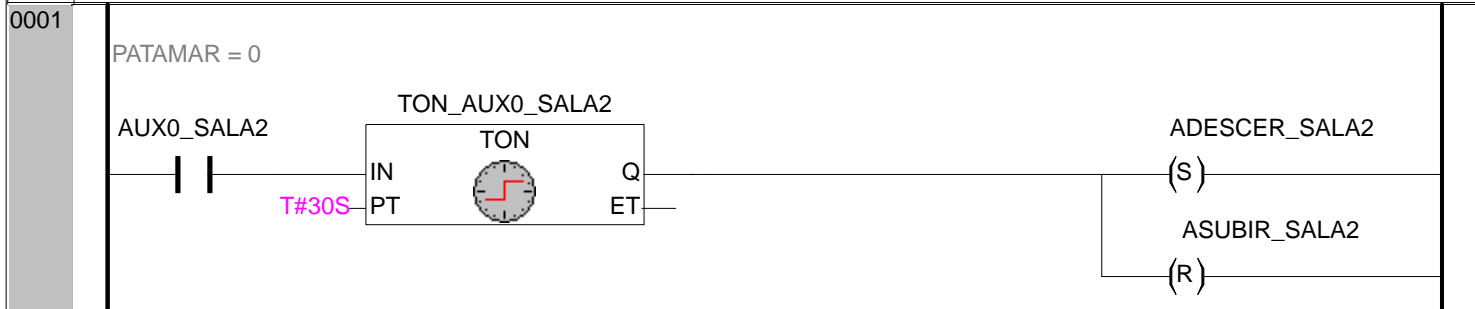 0001
PATAMAR = 0
TON_AUX0_SALA2
AUX0_SALA2
TON
ADESCER_SALA2
IN
Q
(S)
T#30S
PT
ET
ASUBIR_SALA2
(R)